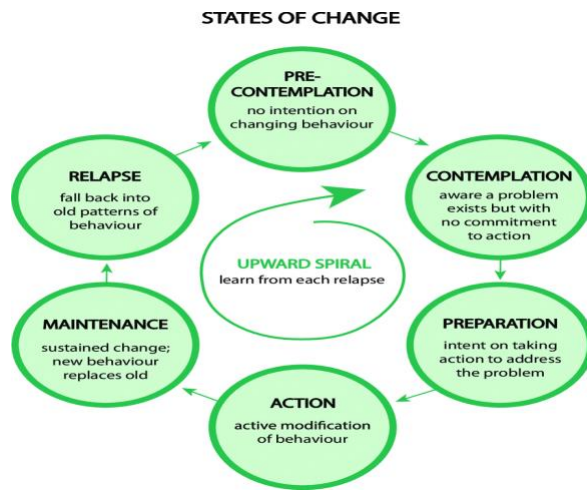 STATES OF CHANGE
PRE-
CONTEMPLATION
no intention on
changing behaviour
CONTEMPLATION
aware a problem
exists but with
no commitment
to action
PREPARATION
intent on taking
action to address
the problem
ACTION
active modification
of behaviour
MAINTENANCE
sustained change;
new behaviour
replaces old
RELAPSE
fall back into
old patterns of
behaviour
UPWARD SPIRAL
learn from each relapse